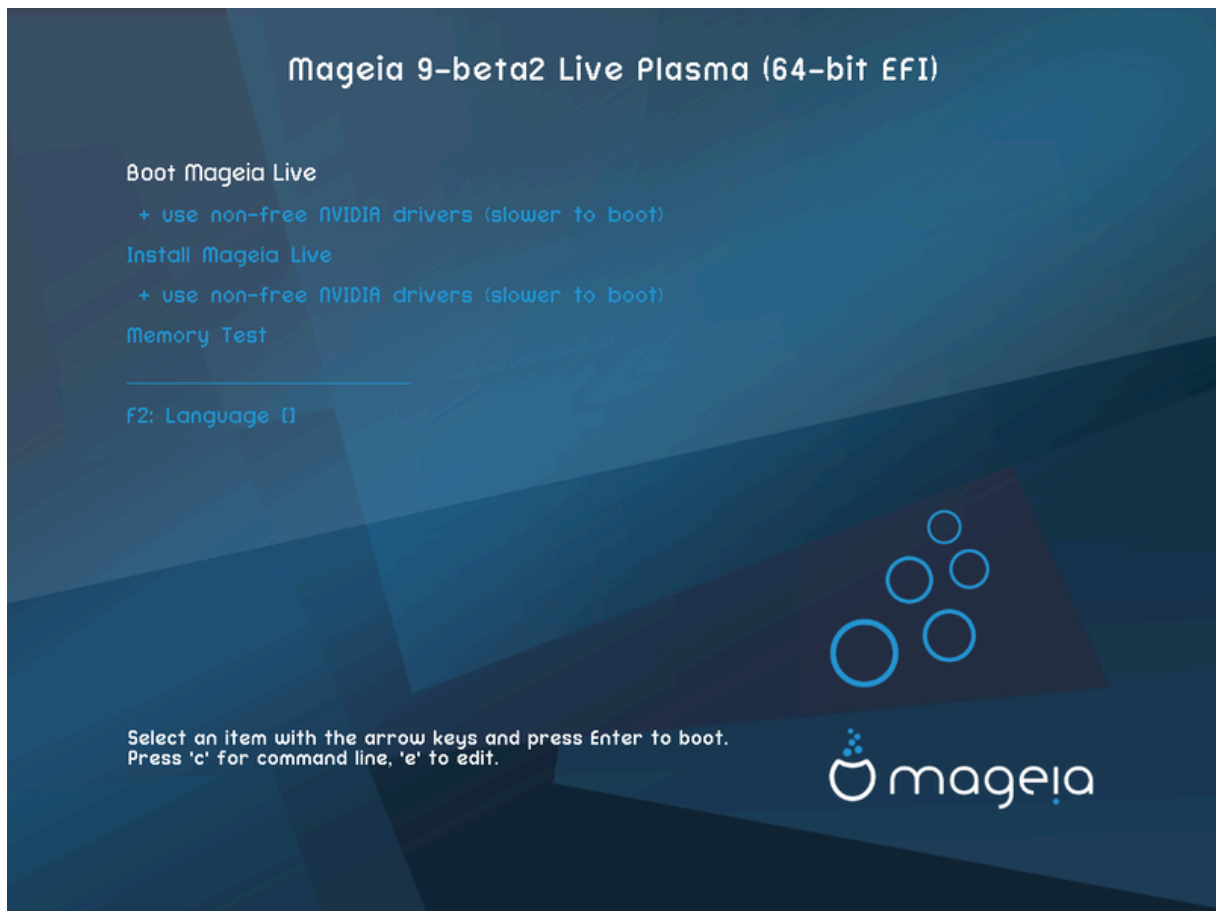 Mageia 9-beta2 Live Plasma (64-bit EFI)
Boot Mageia Live
+ use non-free NVIDIA drivers (slower to boot)
Install Mageia Live
+ use non-free NVIDIA drivers (slower to boot)
Memory Test
F2: Language []
Select an item with the arrow keys and press Enter to boot.
Press 'c' for command line, 'e' to edit.
mageia